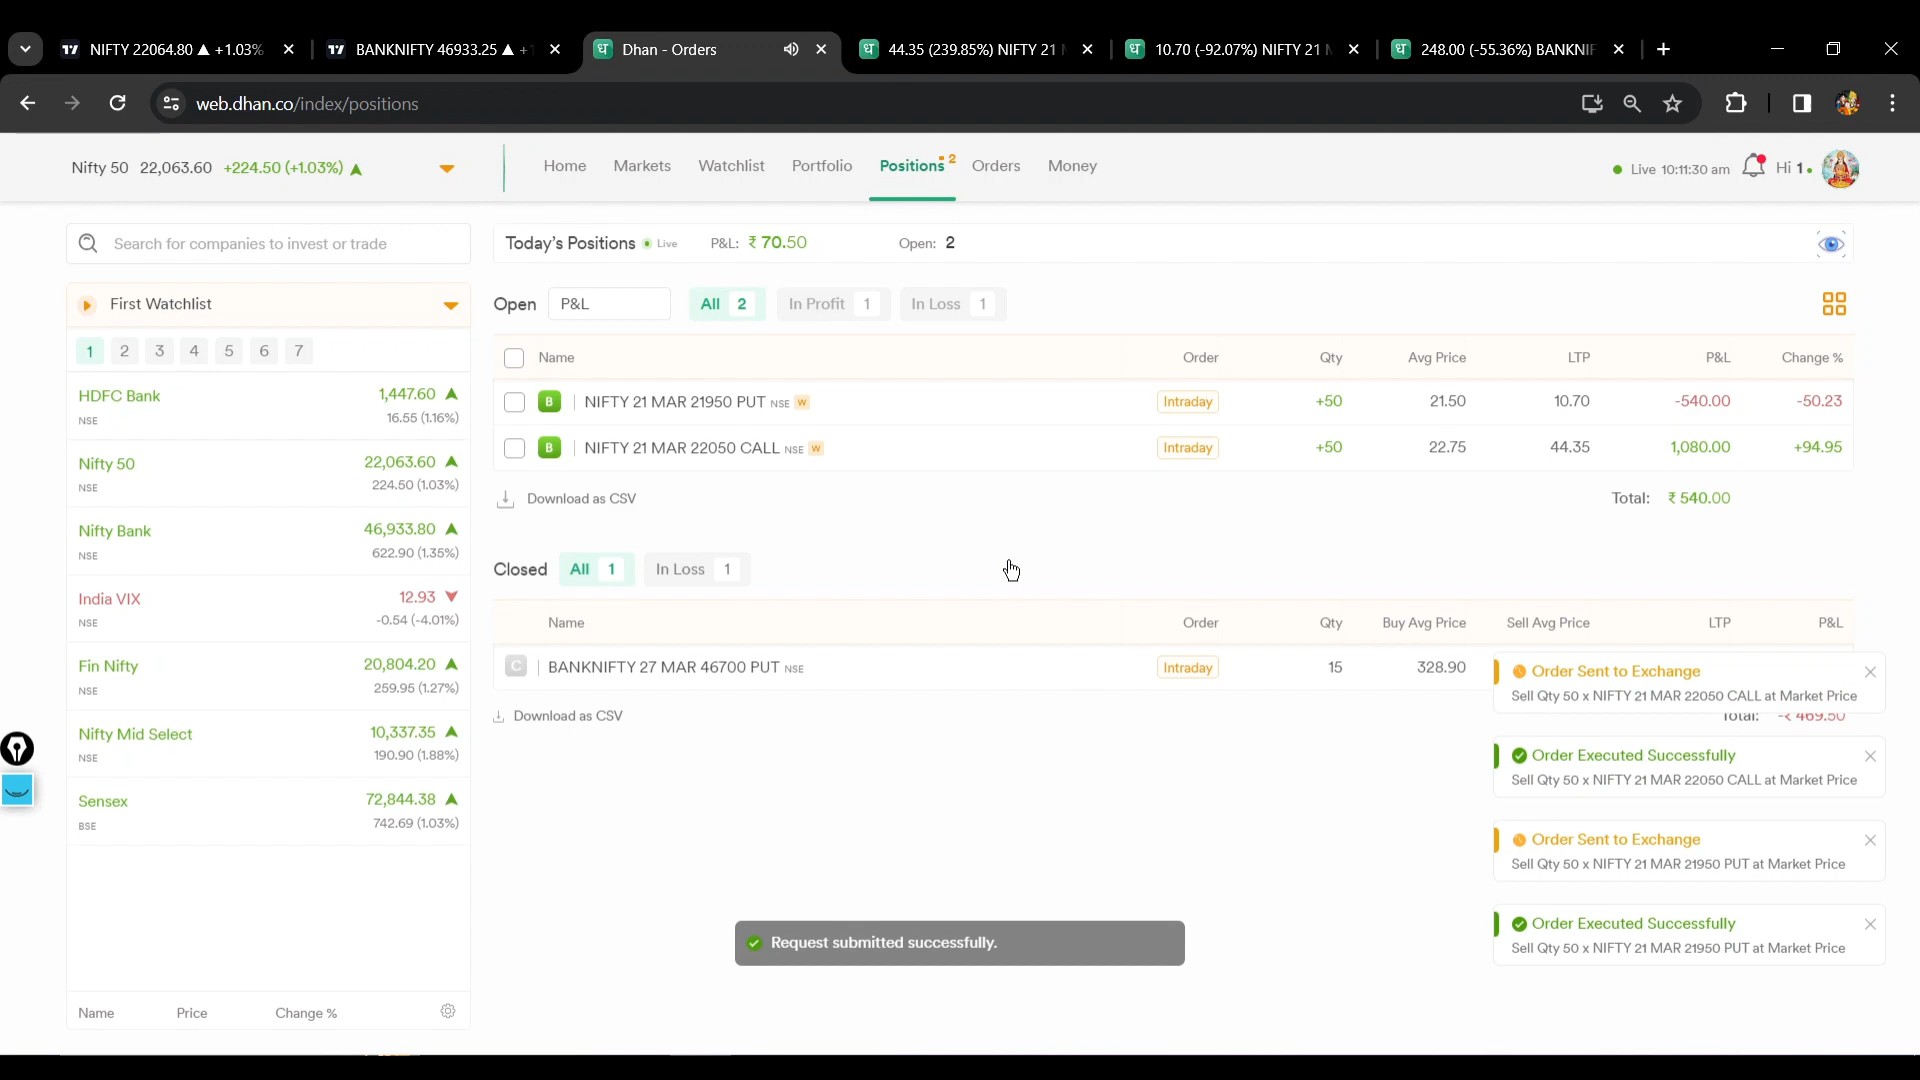 NIFTY 22064.80 ▲ +1.03%
BANKNIFTY 46933.25 ▲ +1
Dhan - Orders
44.35 (239.85%) NIFTY 21
10.70 (-92.07%) NIFTY 21
248.00 (-55.36%) BANKNIF
web.dhan.co/index/positions
Nifty 50 22,063.60 +224.50 (+1.03%)
Home Markets Watchlist Portfolio Positions 2 Orders Money
Live 10:11:30 am
Hi 1
Search for companies to invest or trade
Today's Positions Live P&L: ₹ 70.50 Open: 2
First Watchlist
Open P&L All 2 In Profit 1 In Loss 1
1 2 3 4 5 6 7
Name Order Qty Avg Price LTP P&L Change %
B NIFTY 21 MAR 21950 PUT NSE W Intraday +50 21.50 10.70 -540.00 -50.23
B NIFTY 21 MAR 22050 CALL NSE W Intraday +50 22.75 44.35 1,080.00 +94.95
Download as CSV Total: ₹ 540.00
Closed All 1 In Loss 1
Name Order Qty Buy Avg Price Sell Avg Price LTP P&L
C BANKNIFTY 27 MAR 46700 PUT NSE Intraday 15 328.90
Download as CSV Total: -₹ 469.50
HDFC Bank 1,447.60
NSE 16.55 (1.16%)
Nifty 50 22,063.60
NSE 224.50 (1.03%)
Nifty Bank 46,933.80
NSE 622.90 (1.35%)
India VIX 12.93
NSE -0.54 (-4.01%)
Fin Nifty 20,804.20
NSE 259.95 (1.27%)
Nifty Mid Select 10,337.35
NSE 190.90 (1.88%)
Sensex 72,844.38
BSE 742.69 (1.03%)
Name Price Change %
Order Sent to Exchange
Sell Qty 50 x NIFTY 21 MAR 22050 CALL at Market Price
Order Executed Successfully
Sell Qty 50 x NIFTY 21 MAR 22050 CALL at Market Price
Order Sent to Exchange
Sell Qty 50 x NIFTY 21 MAR 21950 PUT at Market Price
Order Executed Successfully
Sell Qty 50 x NIFTY 21 MAR 21950 PUT at Market Price
Request submitted successfully.